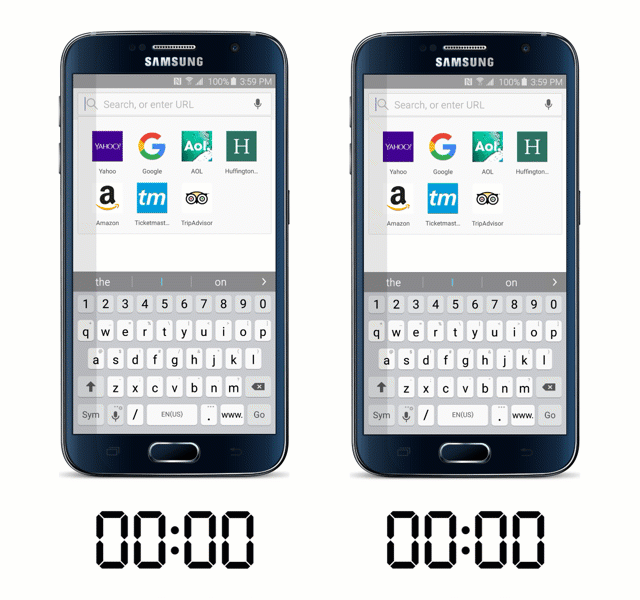 SAMSUNG
100% 3:59 PM
Search, or enter URL
YAHOO! Aol. H
Yahoo Google AOL Huffington..
a tm
Amazon Ticketmast.. TripAdvisor
the I on
1 2 3 4 5 6 7 8 9 0
q w e r t y u i o p
a s d f g h j k l
z x c v b n m
Sym / EN(US) . www. Go
00:00
SAMSUNG
100% 3:59 PM
Search, or enter URL
YAHOO! Aol. H
Yahoo Google AOL Huffington..
a tm
Amazon Ticketmast.. TripAdvisor
the I on
1 2 3 4 5 6 7 8 9 0
q w e r t y u i o p
a s d f g h j k l
z x c v b n m
Sym / EN(US) . www. Go
00:00